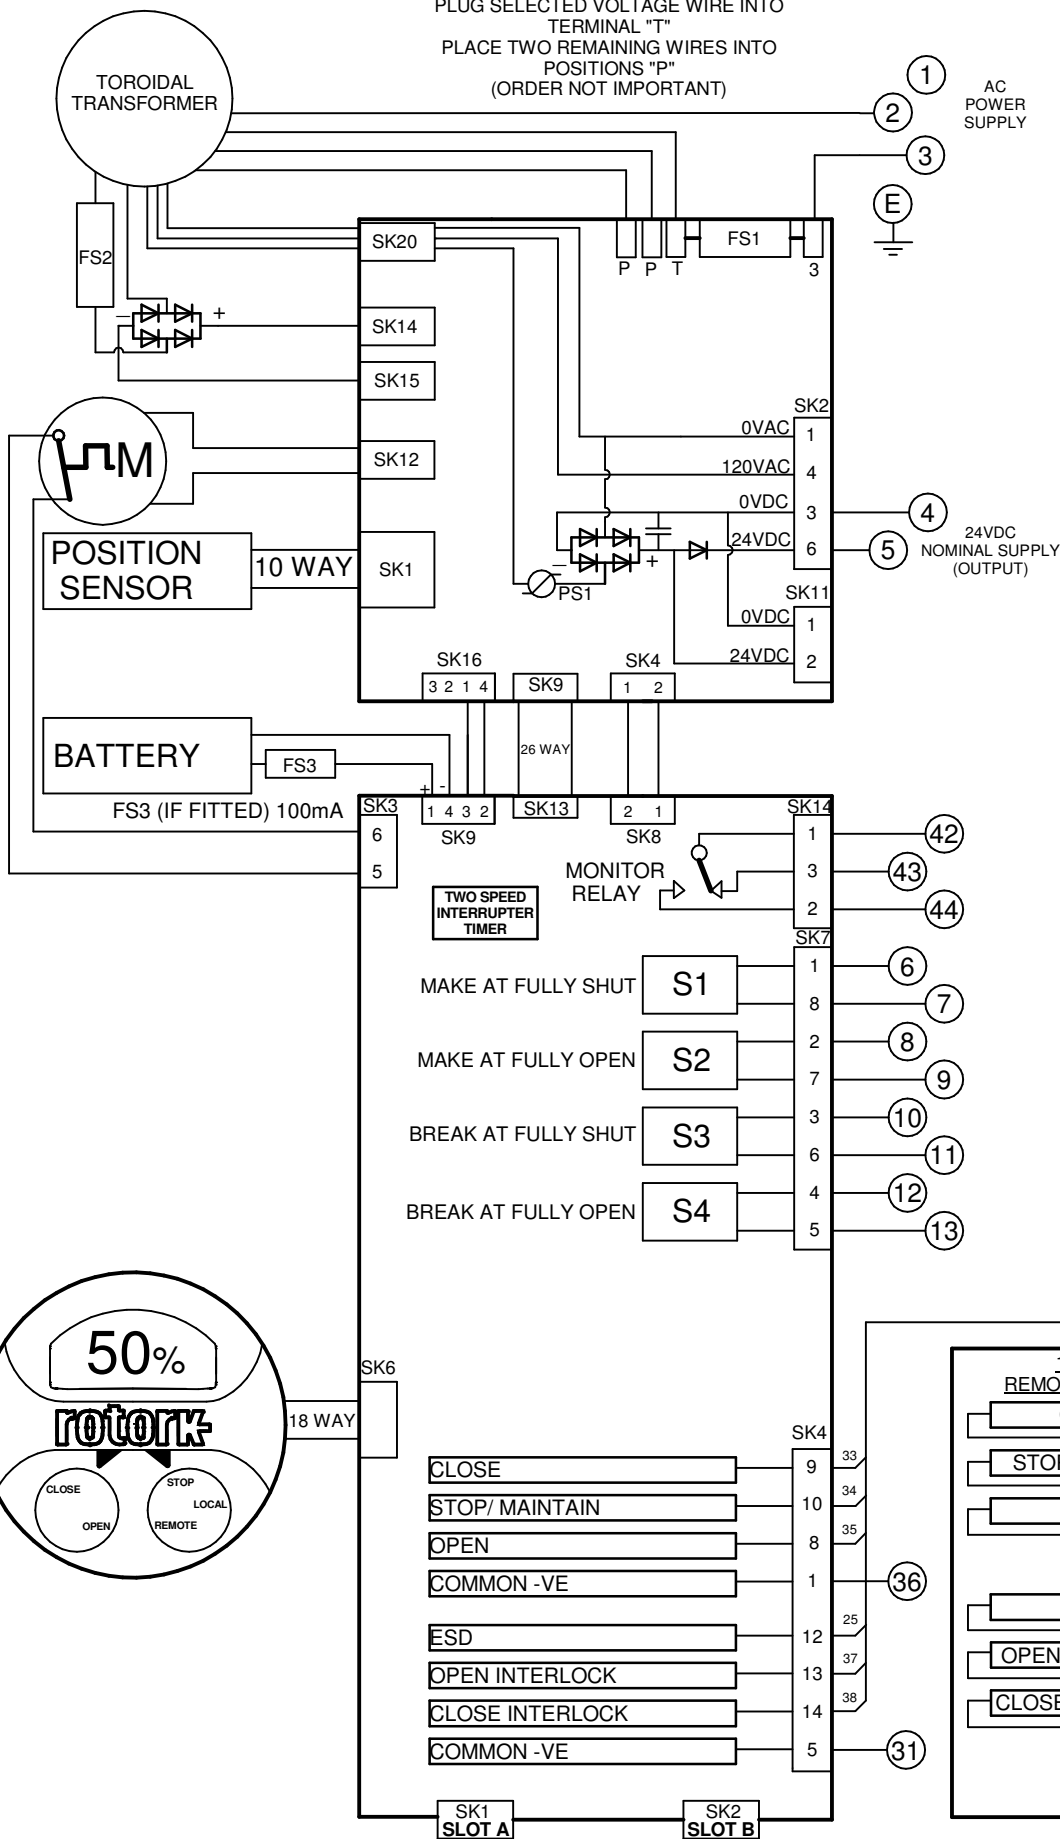 PLUG SELECTED VOLTAGE WIRE INTO
TERMINAL "T"
PLACE TWO REMAINING WIRES INTO
POSITIONS "P"
(ORDER NOT IMPORTANT)
TOROIDAL
TRANSFORMER
1
2
3
E
AC
POWER
SUPPLY
FS2
SK20
P P T
FS1
3
– +
SK14
SK15
M
SK12
SK2
0VAC 1
120VAC 4
0VDC 3
24VDC 6
4
5
24VDC
NOMINAL SUPPLY
(OUTPUT)
POSITION
SENSOR
10 WAY
SK1
– +
PS1
SK11
0VDC 1
24VDC 2
SK16
3 2 1 4
SK9
SK4
1 2
BATTERY
FS3
26 WAY
+ -
FS3 (IF FITTED) 100mA
SK3
6
5
1 4 3 2
SK9
SK13
2 1
SK8
SK14
1
3
2
42
43
44
MONITOR
RELAY
TWO SPEED
INTERRUPTER
TIMER
SK7
MAKE AT FULLY SHUT S1 1 6
8 7
MAKE AT FULLY OPEN S2 2 8
7 9
BREAK AT FULLY SHUT S3 3 10
6 11
BREAK AT FULLY OPEN S4 4 12
5 13
50%
rotork
CLOSE
OPEN
STOP
LOCAL
REMOTE
18 WAY
SK6
SK4
CLOSE 9 33
STOP/ MAINTAIN 10 34
OPEN 8 35
COMMON -VE 1 36
ESD 12 25
OPEN INTERLOCK 13 37
CLOSE INTERLOCK 14 38
COMMON -VE 5 31
SK1
SLOT A
SK2
SLOT B